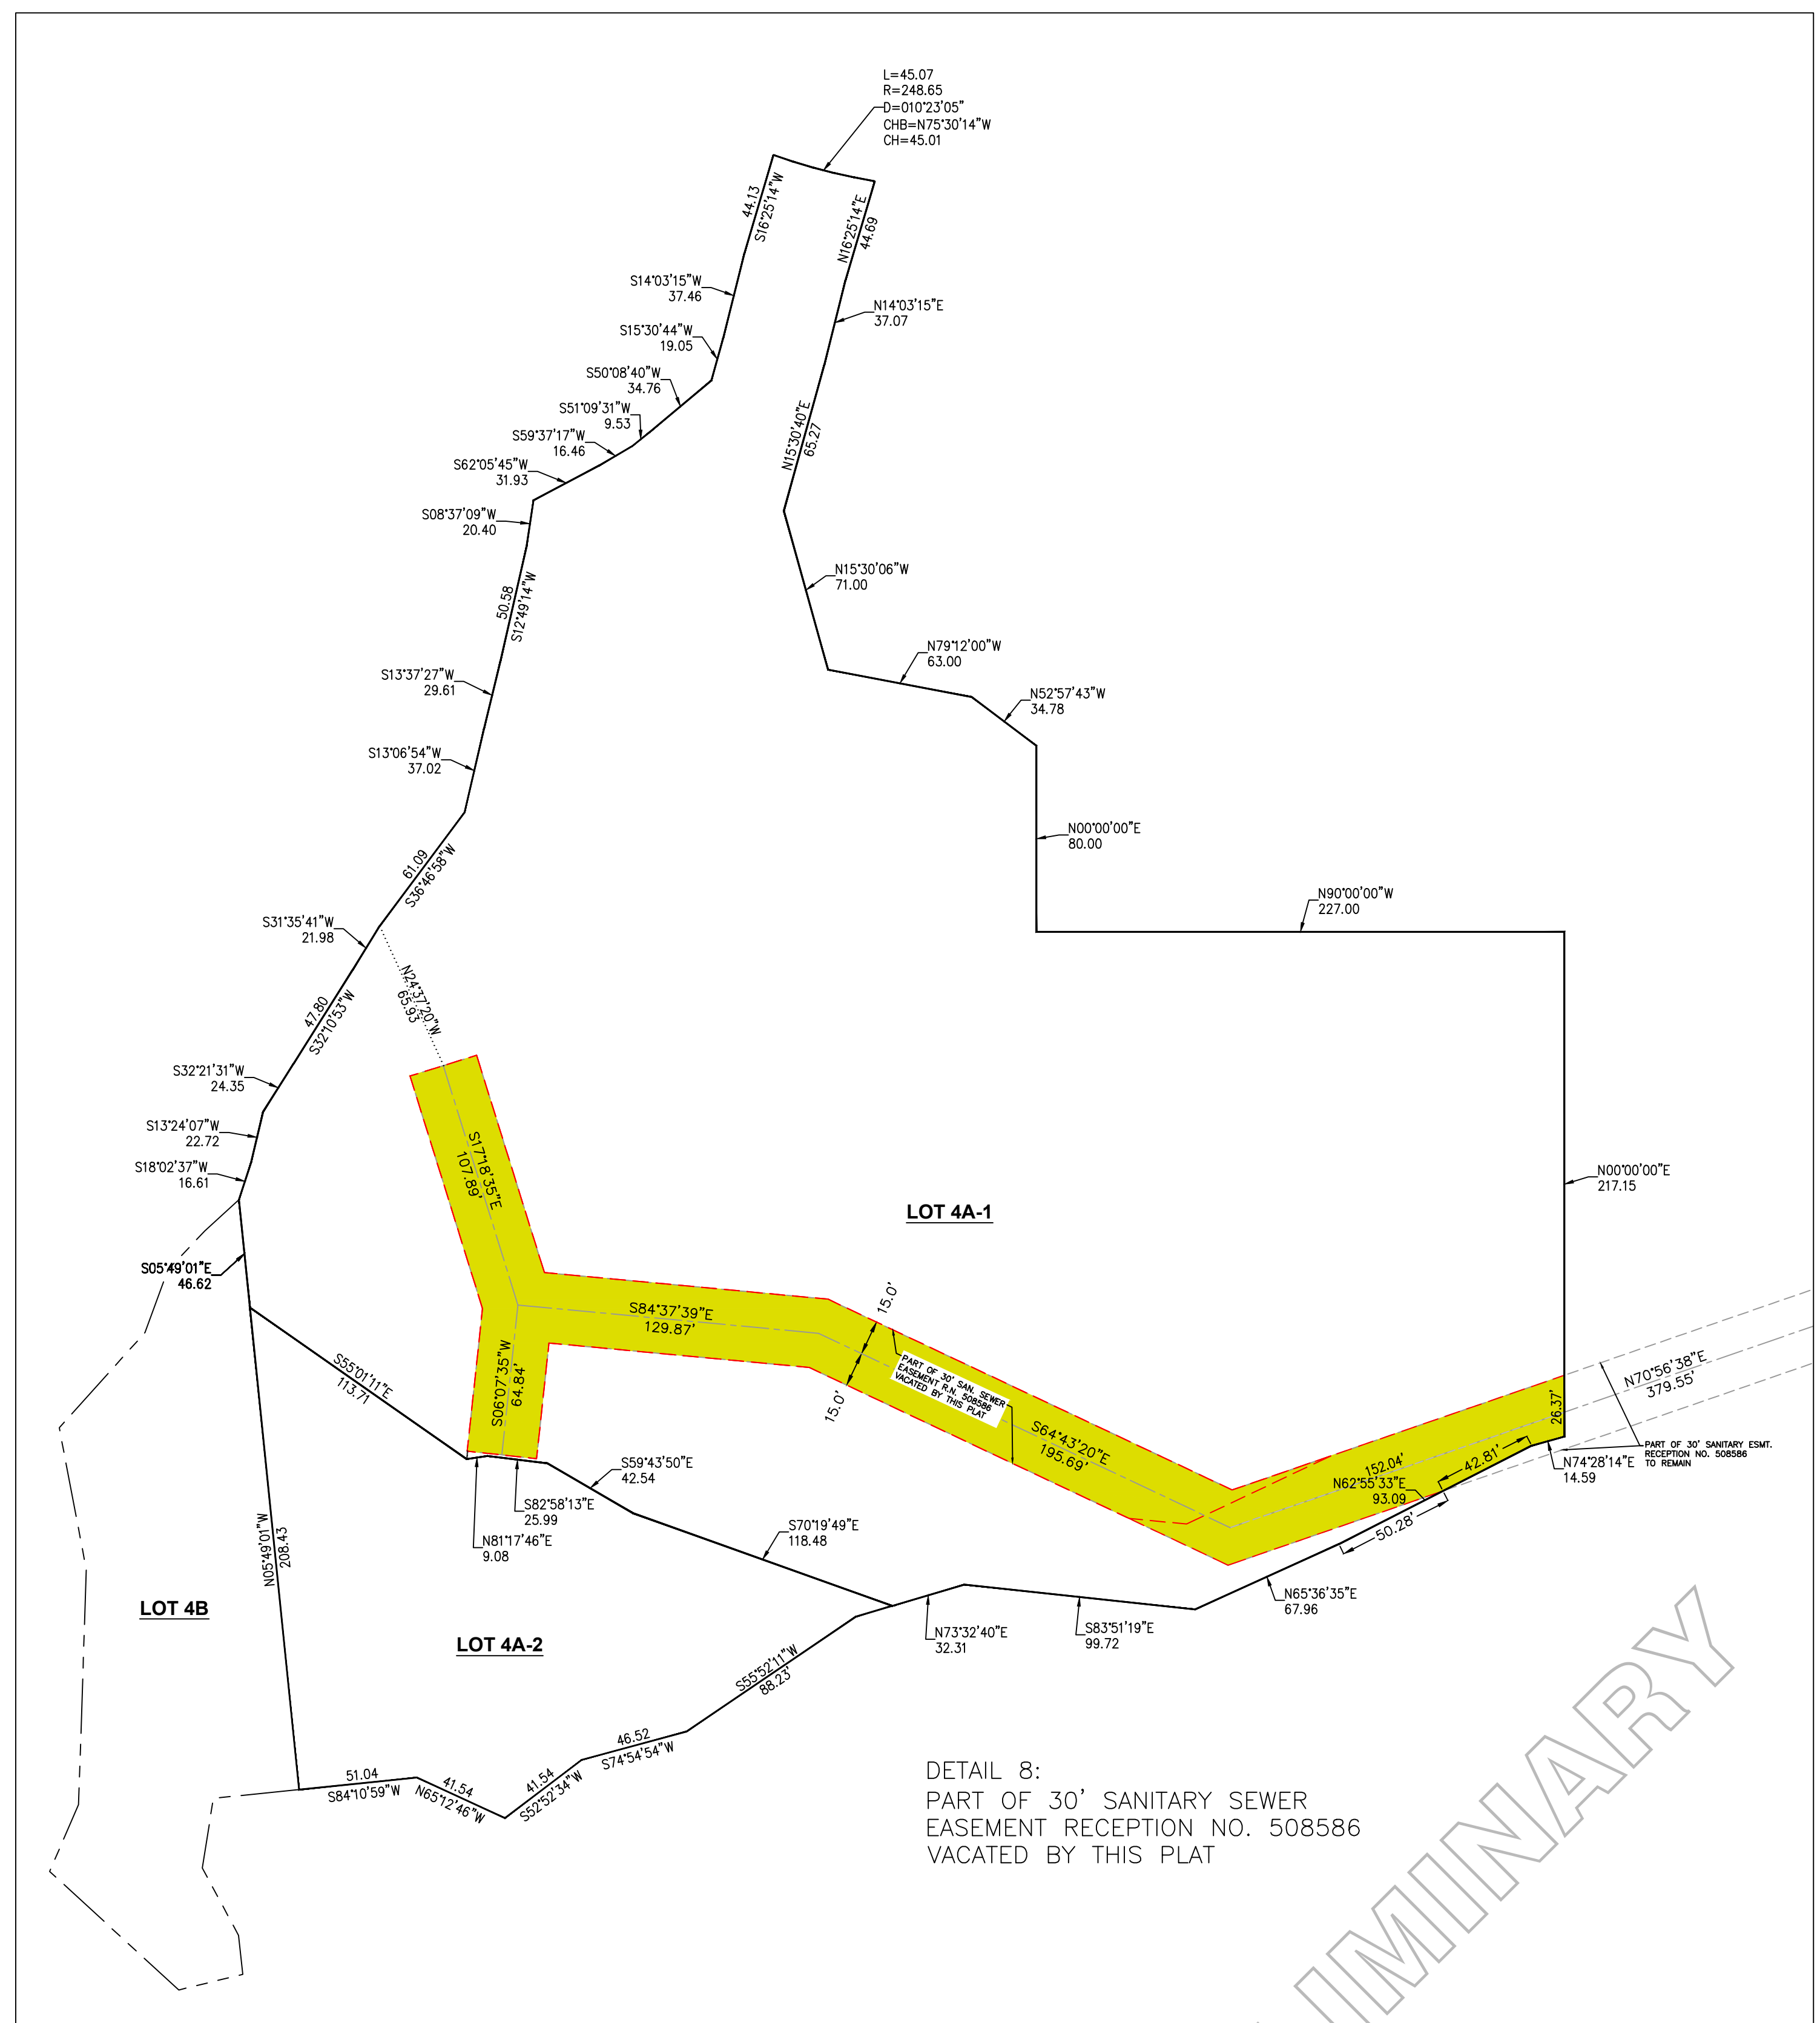 L=45.07
R=248.65
D=010°23'05"
CHB=N75°30'14"W
CH=45.01
44.13
S16°25'14"W
N16°25'14"E
44.69
S14°03'15"W
37.46
N14°03'15"E
37.07
S15°30'44"W
19.05
S50°08'40"W
34.76
S51°09'31"W
9.53
S59°37'17"W
16.46
S62°05'45"W
31.93
N15°30'40"E
65.27
S08°37'09"W
20.40
N15°30'06"W
71.00
50.58
S12°49'14"W
N79°12'00"W
63.00
S13°37'27"W
29.61
N52°57'43"W
34.78
S13°06'54"W
37.02
N00°00'00"E
80.00
61.09
S36°46'58"W
N90°00'00"W
227.00
S31°35'41"W
21.98
N24°37'20"W
65.93
47.80
S32°10'53"W
S32°21'31"W
24.35
S13°24'07"W
22.72
S18°02'37"W
16.61
S17°18'35"E
107.89'
N00°00'00"E
217.15
LOT 4A-1
S05°49'01"E
46.62
S84°37'39"E
129.87'
15.0'
15.0'
PART OF 30' SAN. SEWER
EASEMENT R.N. 508586
VACATED BY THIS PLAT
S55°01'11"E
113.71
S06°07'35"W
64.84'
N70°56'38"E
379.55'
26.37'
S64°43'20"E
195.69'
152.04'
42.81'
N62°55'33"E
93.09
50.28'
PART OF 30' SANITARY ESMT.
RECEPTION NO. 508586
TO REMAIN
N74°28'14"E
14.59
S59°43'50"E
42.54
S82°58'13"E
25.99
N81°17'46"E
9.08
S70°19'49"E
118.48
N05°49'01"W
208.43
LOT 4B
LOT 4A-2
N65°36'35"E
67.96
N73°32'40"E
32.31
S83°51'19"E
99.72
S55°52'11"W
88.23'
46.52
S74°54'54"W
51.04
S84°10'59"W
41.54
N65°12'46"W
41.54
S52°52'34"W
DETAIL 8:
PART OF 30' SANITARY SEWER
EASEMENT RECEPTION NO. 508586
VACATED BY THIS PLAT
IMINARY